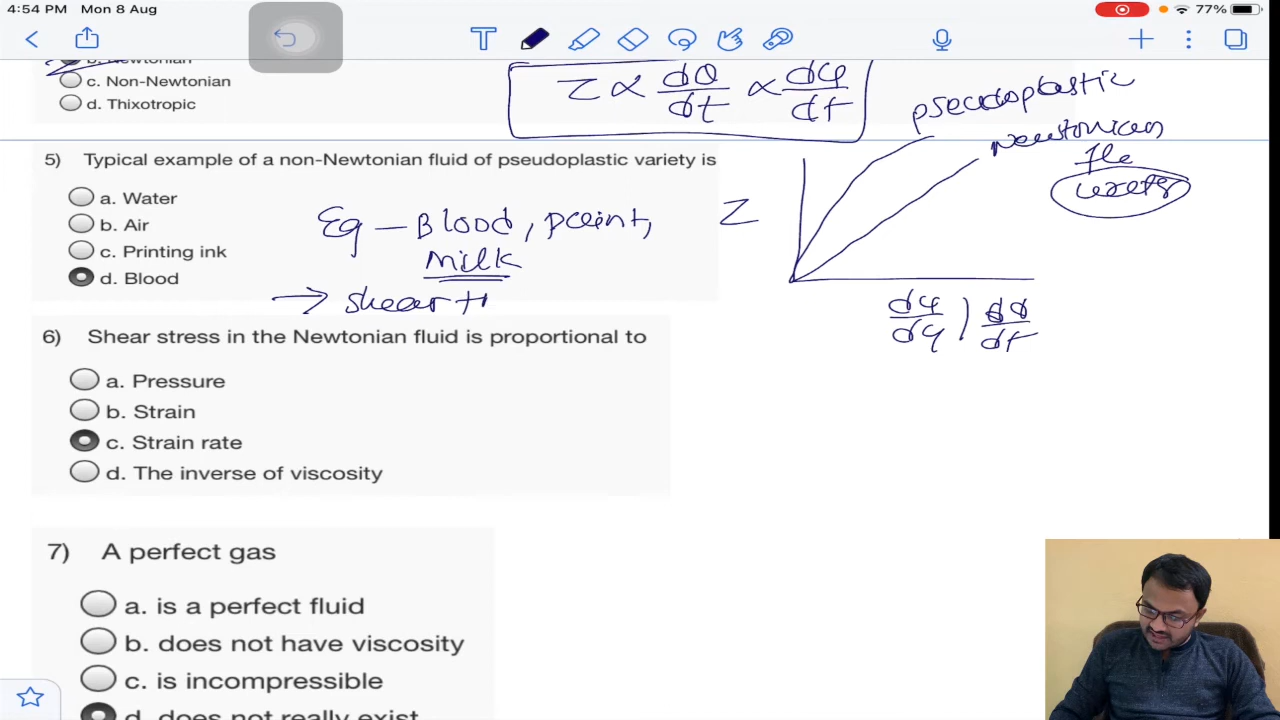 4:54 PM Mon 8 Aug
77%
b. Newtonian
c. Non-Newtonian
d. Thixotropic
τ ∝ dθ/dt ∝ du/dy
pseudoplastic
newtonian
5) Typical example of a non-Newtonian fluid of pseudoplastic variety is
a. Water
b. Air
c. Printing ink
d. Blood
Eg - Blood, paint,
Milk
→ shear
τ
water
du/dy
dθ/dt
6) Shear stress in the Newtonian fluid is proportional to
a. Pressure
b. Strain
c. Strain rate
d. The inverse of viscosity
7) A perfect gas
a. is a perfect fluid
b. does not have viscosity
c. is incompressible
d. does not really exist